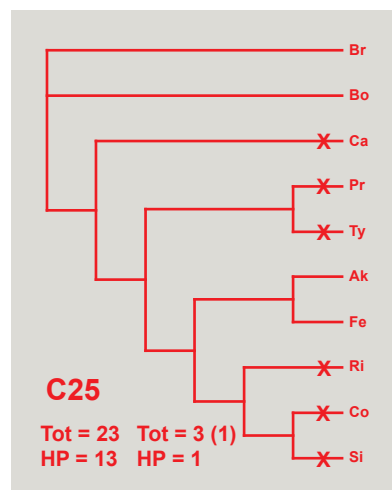 Br
Bo
X Ca
X Pr
X Ty
Ak
Fe
X Ri
X Co
X Si
C25
Tot = 23 Tot = 3 (1)
HP = 13 HP = 1